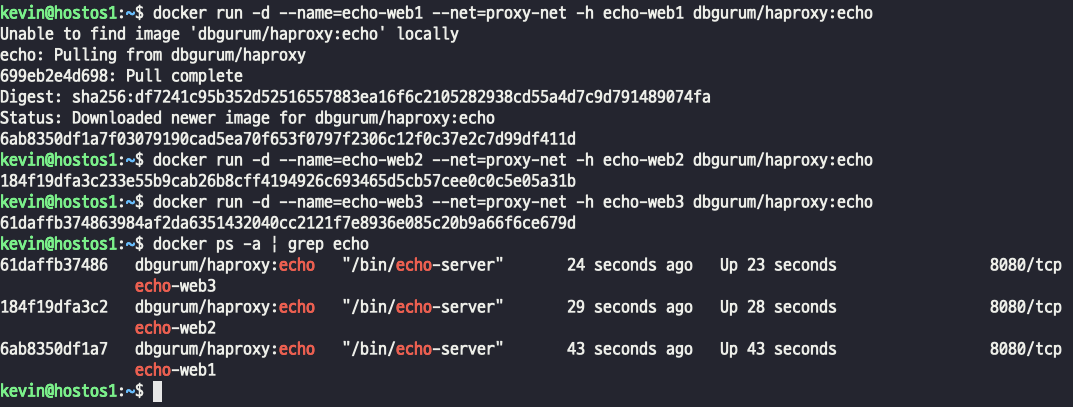 kevin@hostos1:~$ docker run -d --name=echo-web1 --net=proxy-net -h echo-web1 dbgurum/haproxy:echo
Unable to find image 'dbgurum/haproxy:echo' locally
echo: Pulling from dbgurum/haproxy
699eb2e4d698: Pull complete
Digest: sha256:df7241c95b352d52516557883ea16f6c2105282938cd55a4d7c9d791489074fa
Status: Downloaded newer image for dbgurum/haproxy:echo
6ab8350df1a7f03079190cad5ea70f653f0797f2306c12f0c37e2c7d99df411d
kevin@hostos1:~$ docker run -d --name=echo-web2 --net=proxy-net -h echo-web2 dbgurum/haproxy:echo
184f19dfa3c233e55b9cab26b8cff4194926c693465d5cb57cee0c0c5e05a31b
kevin@hostos1:~$ docker run -d --name=echo-web3 --net=proxy-net -h echo-web3 dbgurum/haproxy:echo
61daffb374863984af2da6351432040cc2121f7e8936e085c20b9a66f6ce679d
kevin@hostos1:~$ docker ps -a | grep echo
61daffb37486 dbgurum/haproxy:echo "/bin/echo-server" 24 seconds ago Up 23 seconds 8080/tcp
echo-web3
184f19dfa3c2 dbgurum/haproxy:echo "/bin/echo-server" 29 seconds ago Up 28 seconds 8080/tcp
echo-web2
6ab8350df1a7 dbgurum/haproxy:echo "/bin/echo-server" 43 seconds ago Up 43 seconds 8080/tcp
echo-web1
kevin@hostos1:~$